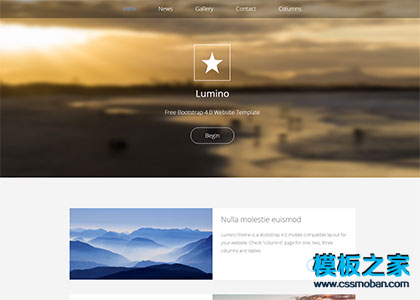 Intro News Gallery Contact Columns
Lumino
Free Bootstrap 4.0 Website Template
Begin
Nulla molestie euismod
Lumino theme is a Bootstrap 4.0 mobile compatible layout for
your website. Check "columns" page for one, two, three
columns and tables.
模板之家
www.cssmoban.com